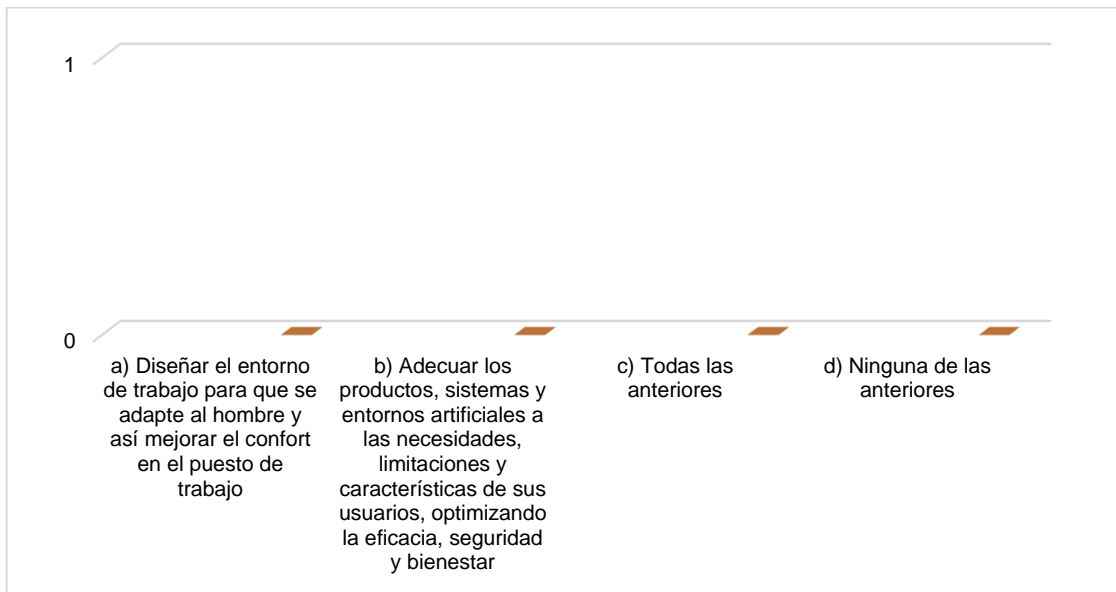 1
0
a) Diseñar el entorno
de trabajo para que se
adapte al hombre y
así mejorar el confort
en el puesto de
trabajo
b) Adecuar los
productos, sistemas y
entornos artificiales a
las necesidades,
limitaciones y
características de sus
usuarios, optimizando
la eficacia, seguridad
y bienestar
c) Todas las
anteriores
d) Ninguna de las
anteriores